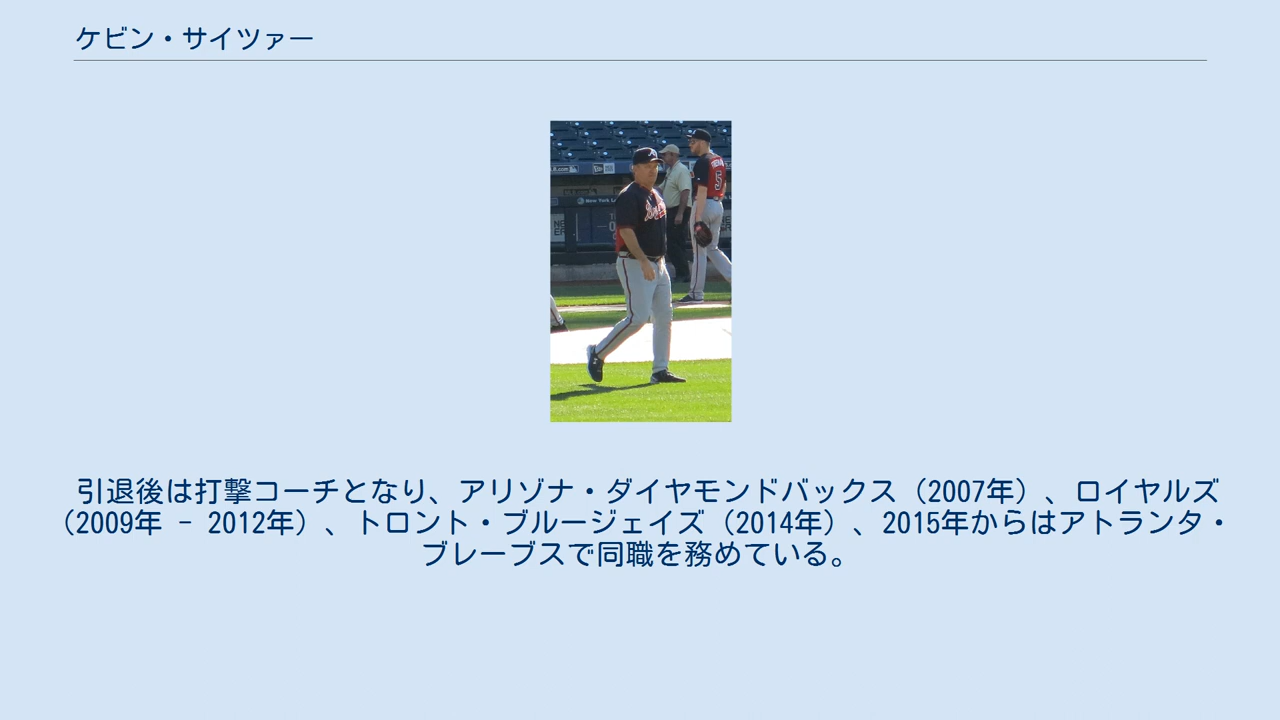 ケビン・サイツァー
New York L
引退後は打撃コーチとなり、アリゾナ・ダイヤモンドバックス（2007年）、ロイヤルズ
（2009年 － 2012年）、トロント・ブルージェイズ（2014年）、2015年からはアトランタ・
ブレーブスで同職を務めている。